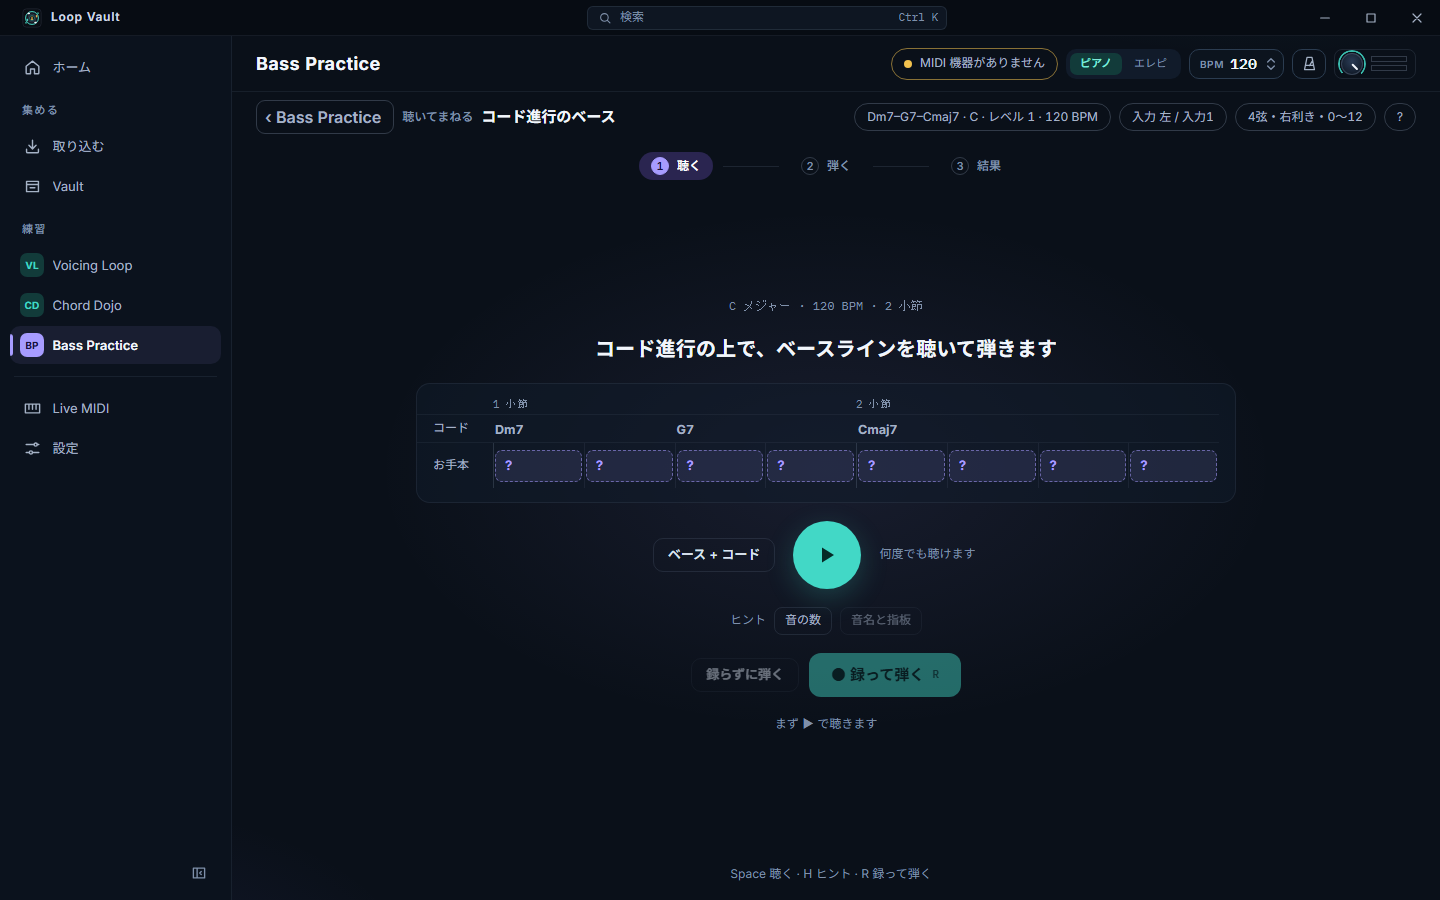 Loop Vault
検索
Ctrl K
ホーム
集める
取り込む
Vault
練習
VL Voicing Loop
CD Chord Dojo
BP Bass Practice
Live MIDI
設定
Bass Practice
MIDI 機器がありません
ピアノ エレピ
BPM 120
‹ Bass Practice 聴いてまねる コード進行のベース
Dm7–G7–Cmaj7 · C · レベル 1 · 120 BPM
入力 左 / 入力1
4弦・右利き・0〜12
?
1 聴く 2 弾く 3 結果
C メジャー · 120 BPM · 2 小節
コード進行の上で、ベースラインを聴いて弾きます
1 小節 2 小節
コード Dm7 G7 Cmaj7
お手本 ? ? ? ? ? ? ? ?
ベース + コード 何度でも聴けます
ヒント 音の数 音名と指板
録らずに弾く ● 録って弾く R
まず ▶ で聴きます
Space 聴く · H ヒント · R 録って弾く